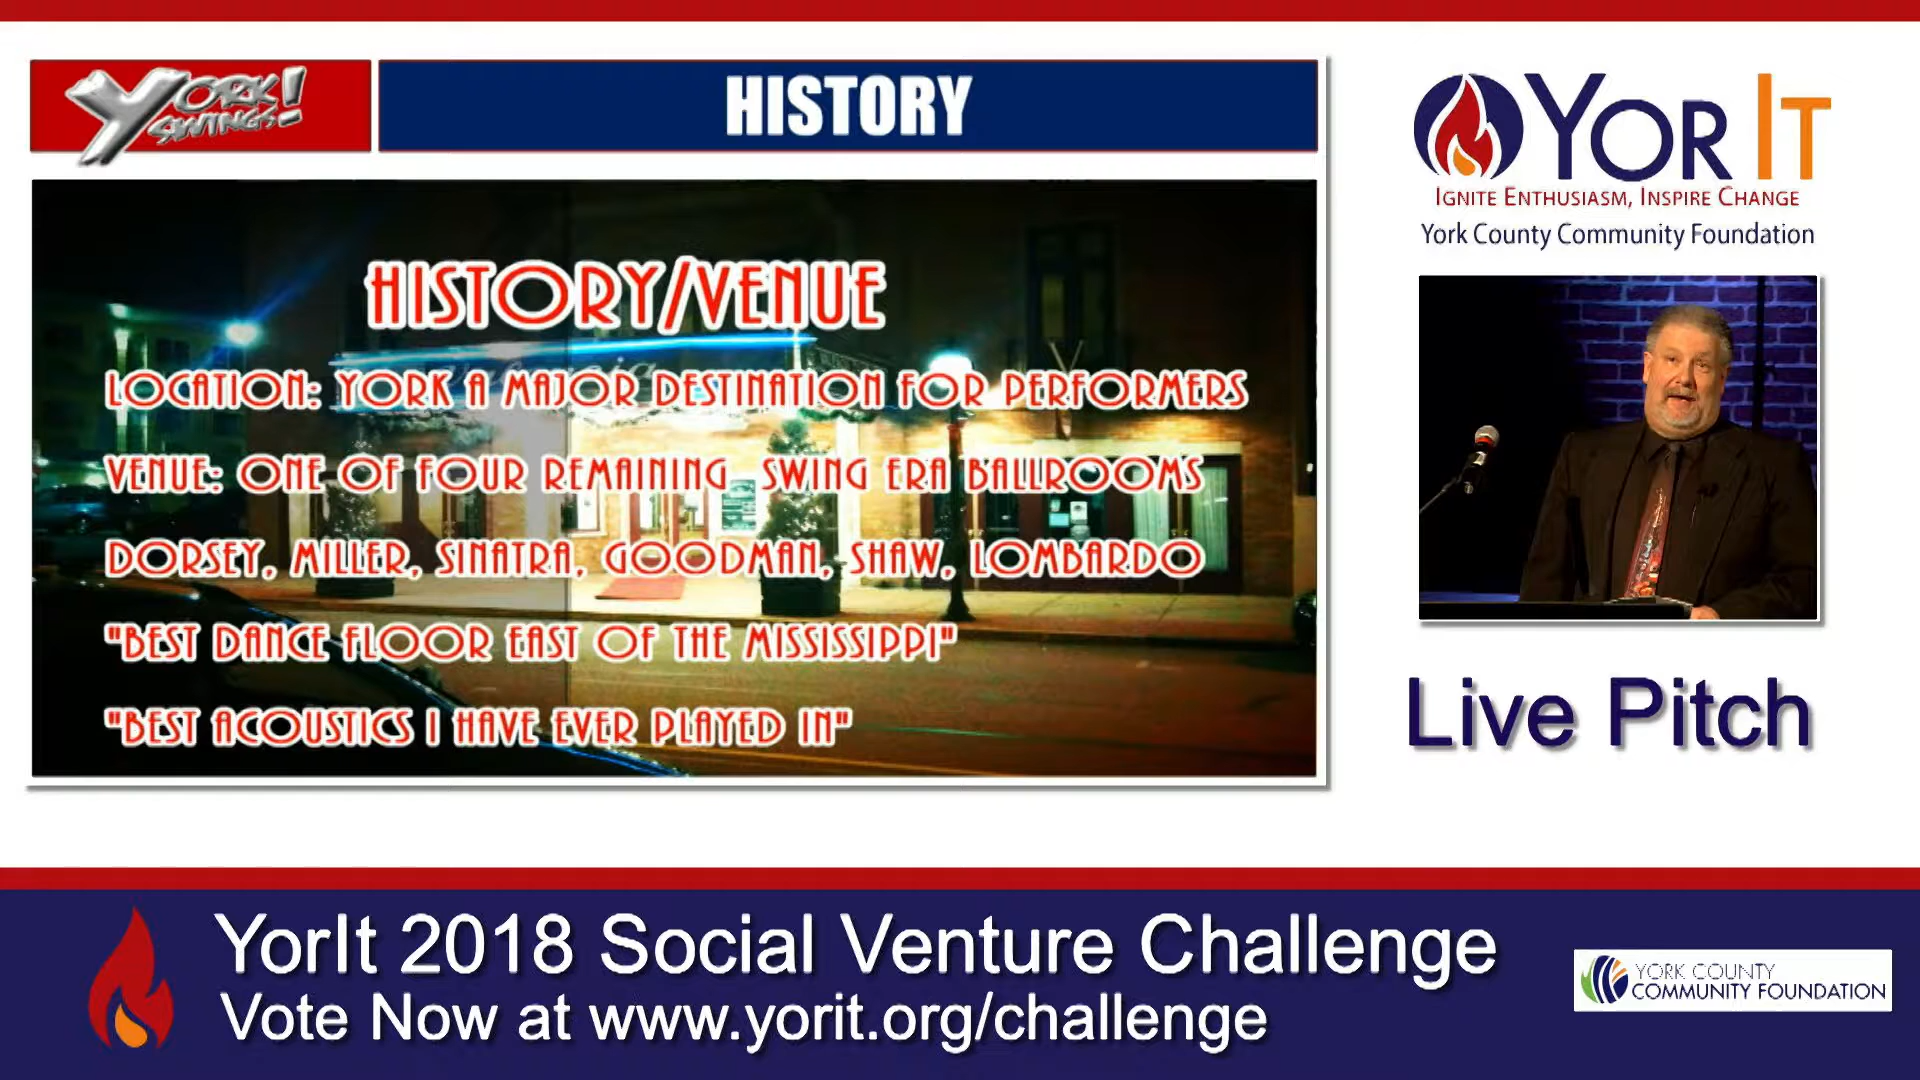 YORK!
SWINGS!
HISTORY
HISTORY/VENUE
LOCATION: YORK A MAJOR DESTINATION FOR PERFORMERS
VENUE: ONE OF FOUR REMAINING SWING ERA BALLROOMS
DORSEY, MILLER, SINATRA, GOODMAN, SHAW, LOMBARDO
"BEST DANCE FLOOR EAST OF THE MISSISSIPPI"
"BEST ACOUSTICS I HAVE EVER PLAYED IN"
YOR IT
IGNITE ENTHUSIASM, INSPIRE CHANGE
York County Community Foundation
Live Pitch
YorIt 2018 Social Venture Challenge
Vote Now at www.yorit.org/challenge
YORK COUNTY
COMMUNITY FOUNDATION